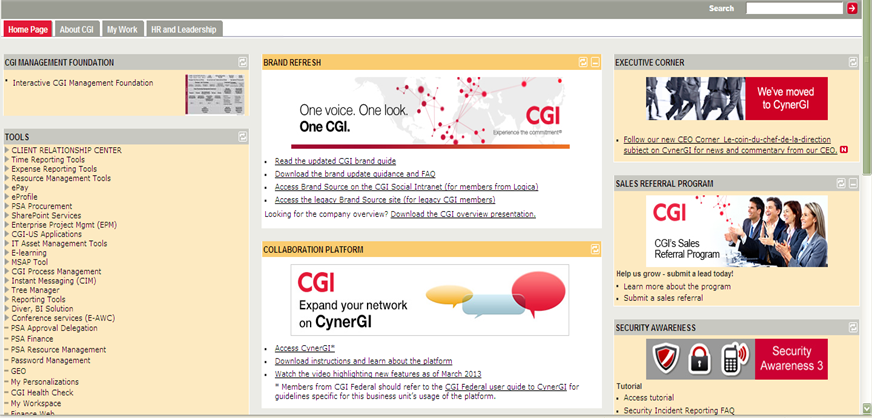 Search
Home Page
About CGI
My Work
HR and Leadership
CGI MANAGEMENT FOUNDATION
Interactive CGI Management Foundation
TOOLS
CLIENT RELATIONSHIP CENTER
Time Reporting Tools
Expense Reporting Tools
Resource Management Tools
ePay
eProfile
PSA Procurement
SharePoint Services
Enterprise Project Mgmt (EPM)
CGI-US Applications
IT Asset Management Tools
E-learning
MSAP Tool
CGI Process Management
Instant Messaging (CIM)
Tree Manager
Reporting Tools
Diver, BI Solution
Conference services (E-AWC)
PSA Approval Delegation
PSA Finance
PSA Resource Management
Password Management
GEO
My Personalizations
CGI Health Check
My Workspace
Finance Web
BRAND REFRESH
One voice. One look.
One CGI.
CGI
Experience the commitment®
Read the updated CGI brand guide
Download the brand update guidance and FAQ
Access Brand Source on the CGI Social Intranet (for members from Logica)
Access the legacy Brand Source site (for legacy CGI members)
Looking for the company overview? Download the CGI overview presentation.
COLLABORATION PLATFORM
CGI
Expand your network
on CynerGI
Access CynerGI*
Download instructions and learn about the platform
Watch the video highlighting new features as of March 2013
* Members from CGI Federal should refer to the CGI Federal user guide to CynerGI for
guidelines specific for this business unit's usage of the platform.
EXECUTIVE CORNER
We've moved
to CynerGI
Follow our new CEO Corner_Le-coin-du-chef-de-la-direction
subject on CynerGI for news and commentary from our CEO. N
SALES REFERRAL PROGRAM
CGI
CGI's Sales
Referral Program
Help us grow - submit a lead today!
Learn more about the program
Submit a sales referral
SECURITY AWARENESS
Security
Awareness 3
Tutorial
Access tutorial
Security Incident Reporting FAQ